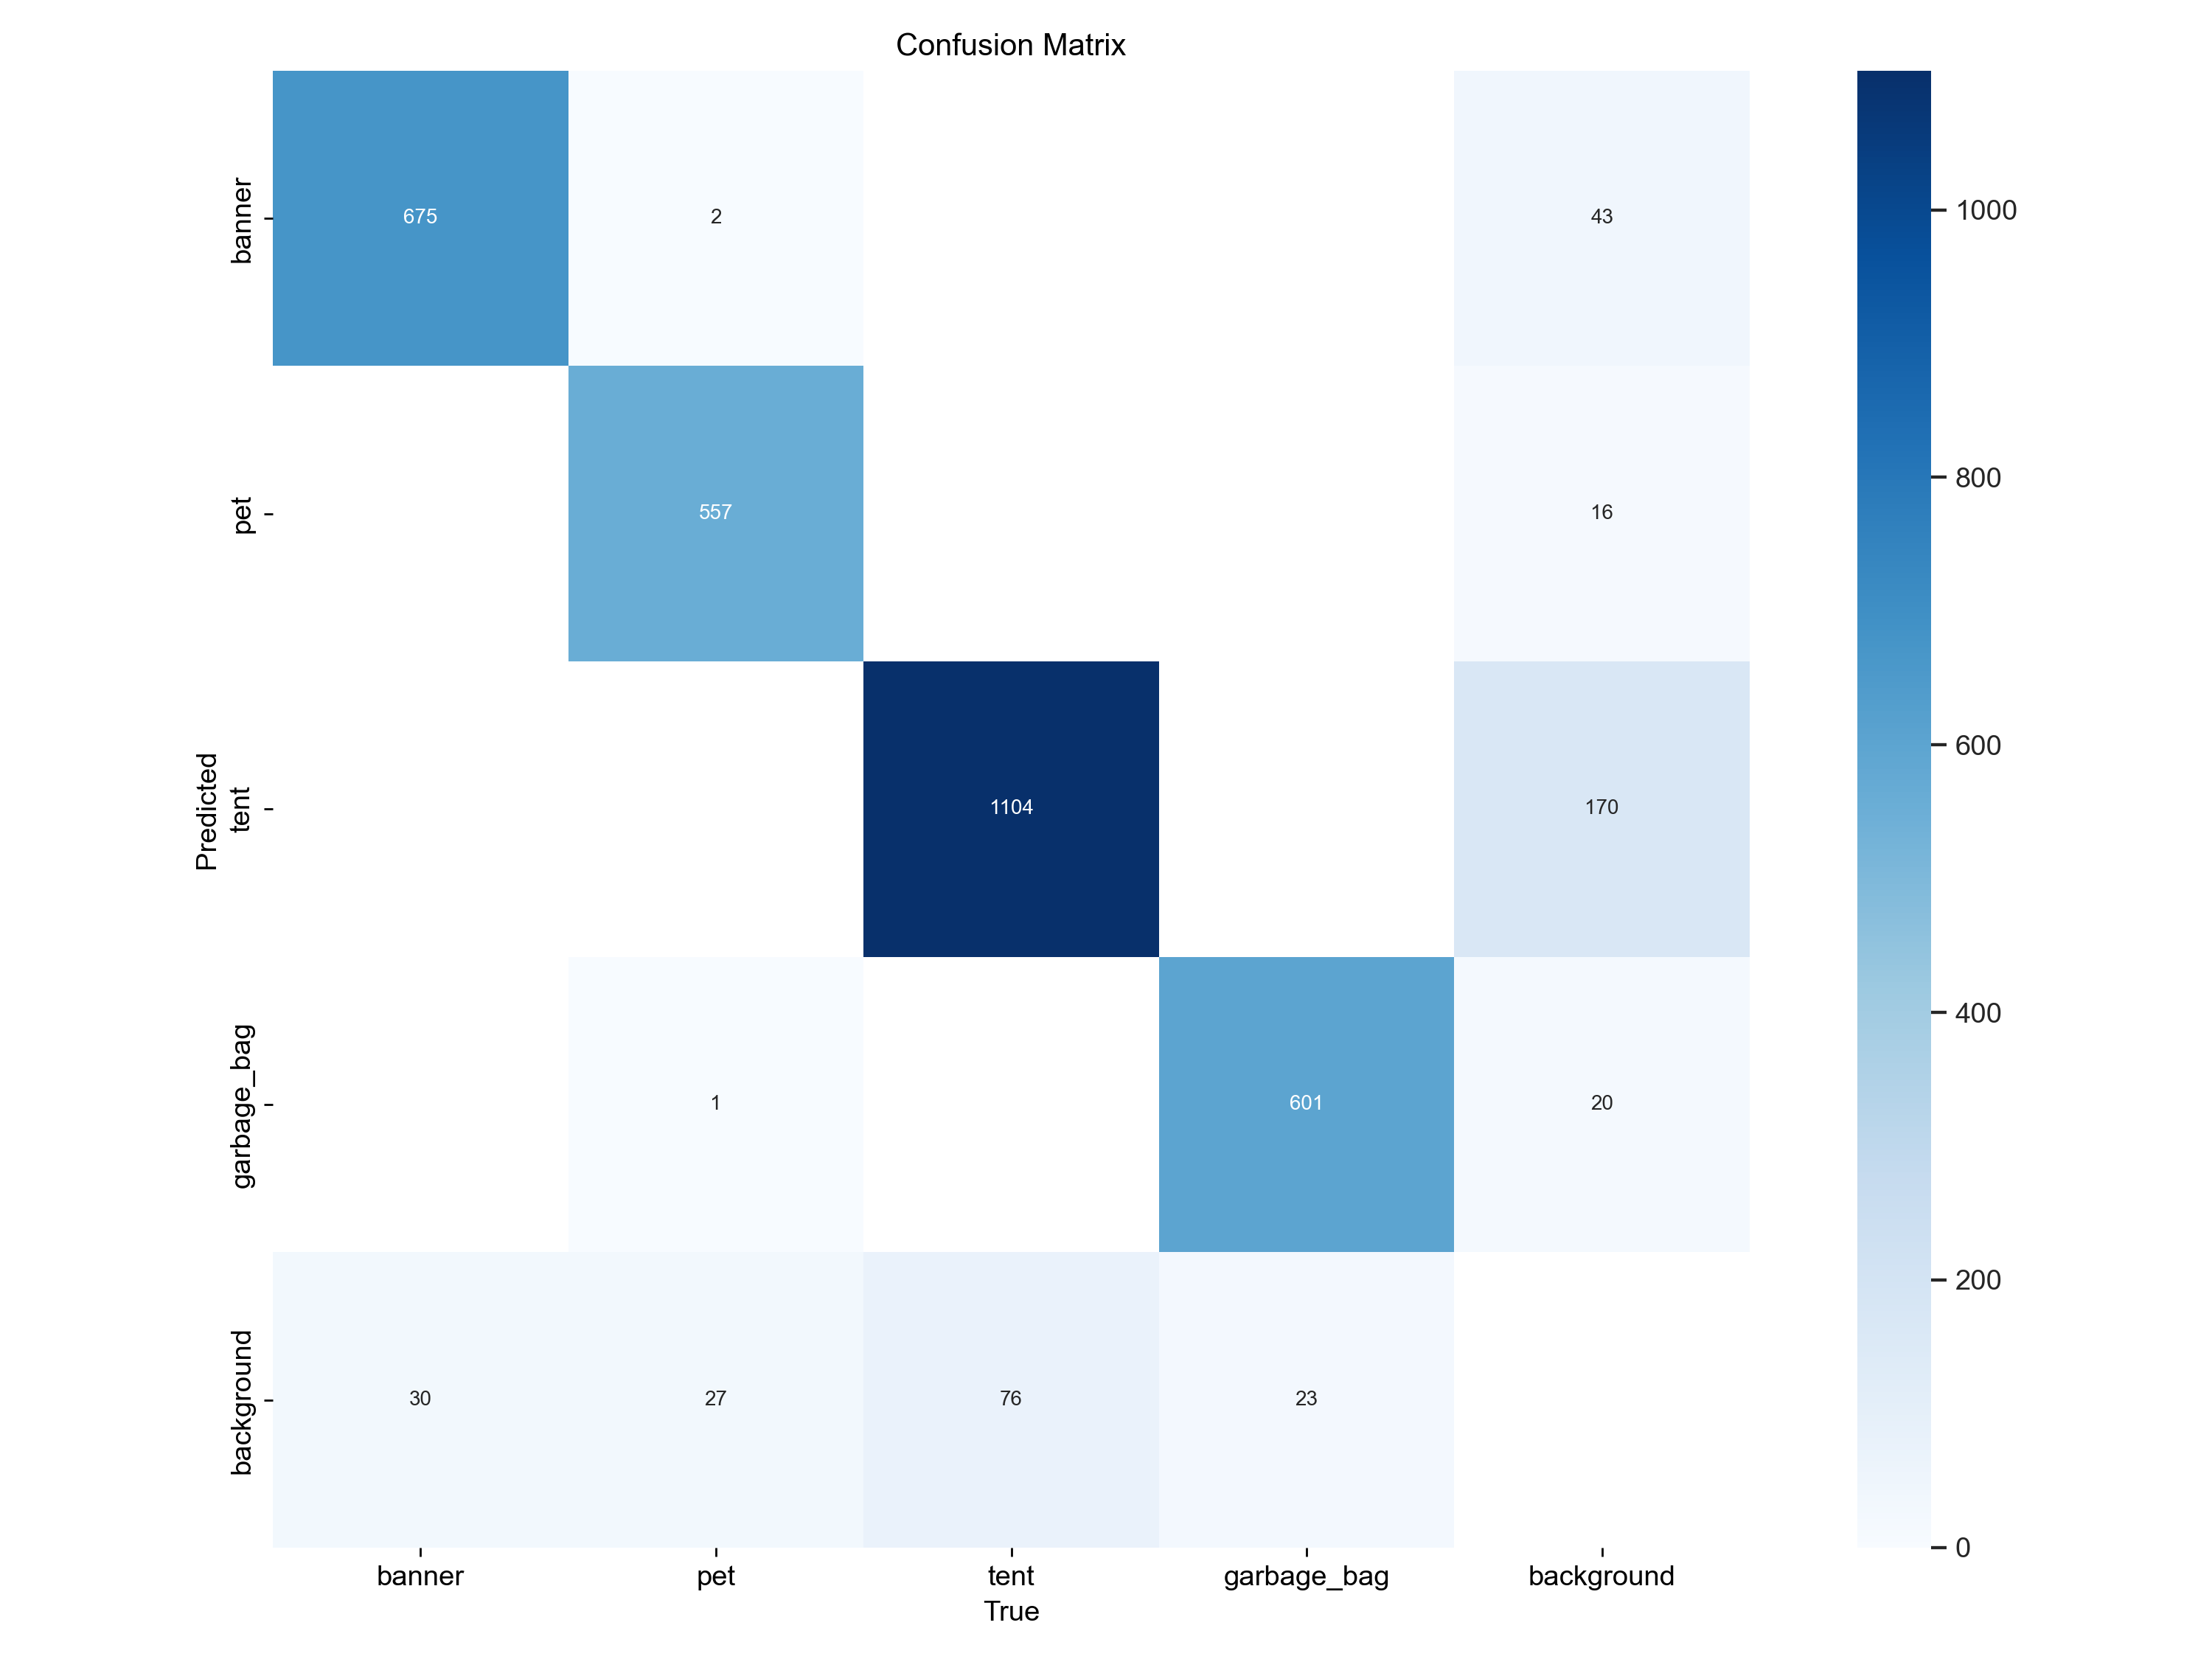 Confusion Matrix
banner
675
2
43
1000
pet
557
16
800
Predicted
tent
1104
170
600
garbage_bag
1
601
20
400
background
30
27
76
23
200
0
banner
pet
tent
garbage_bag
background
True